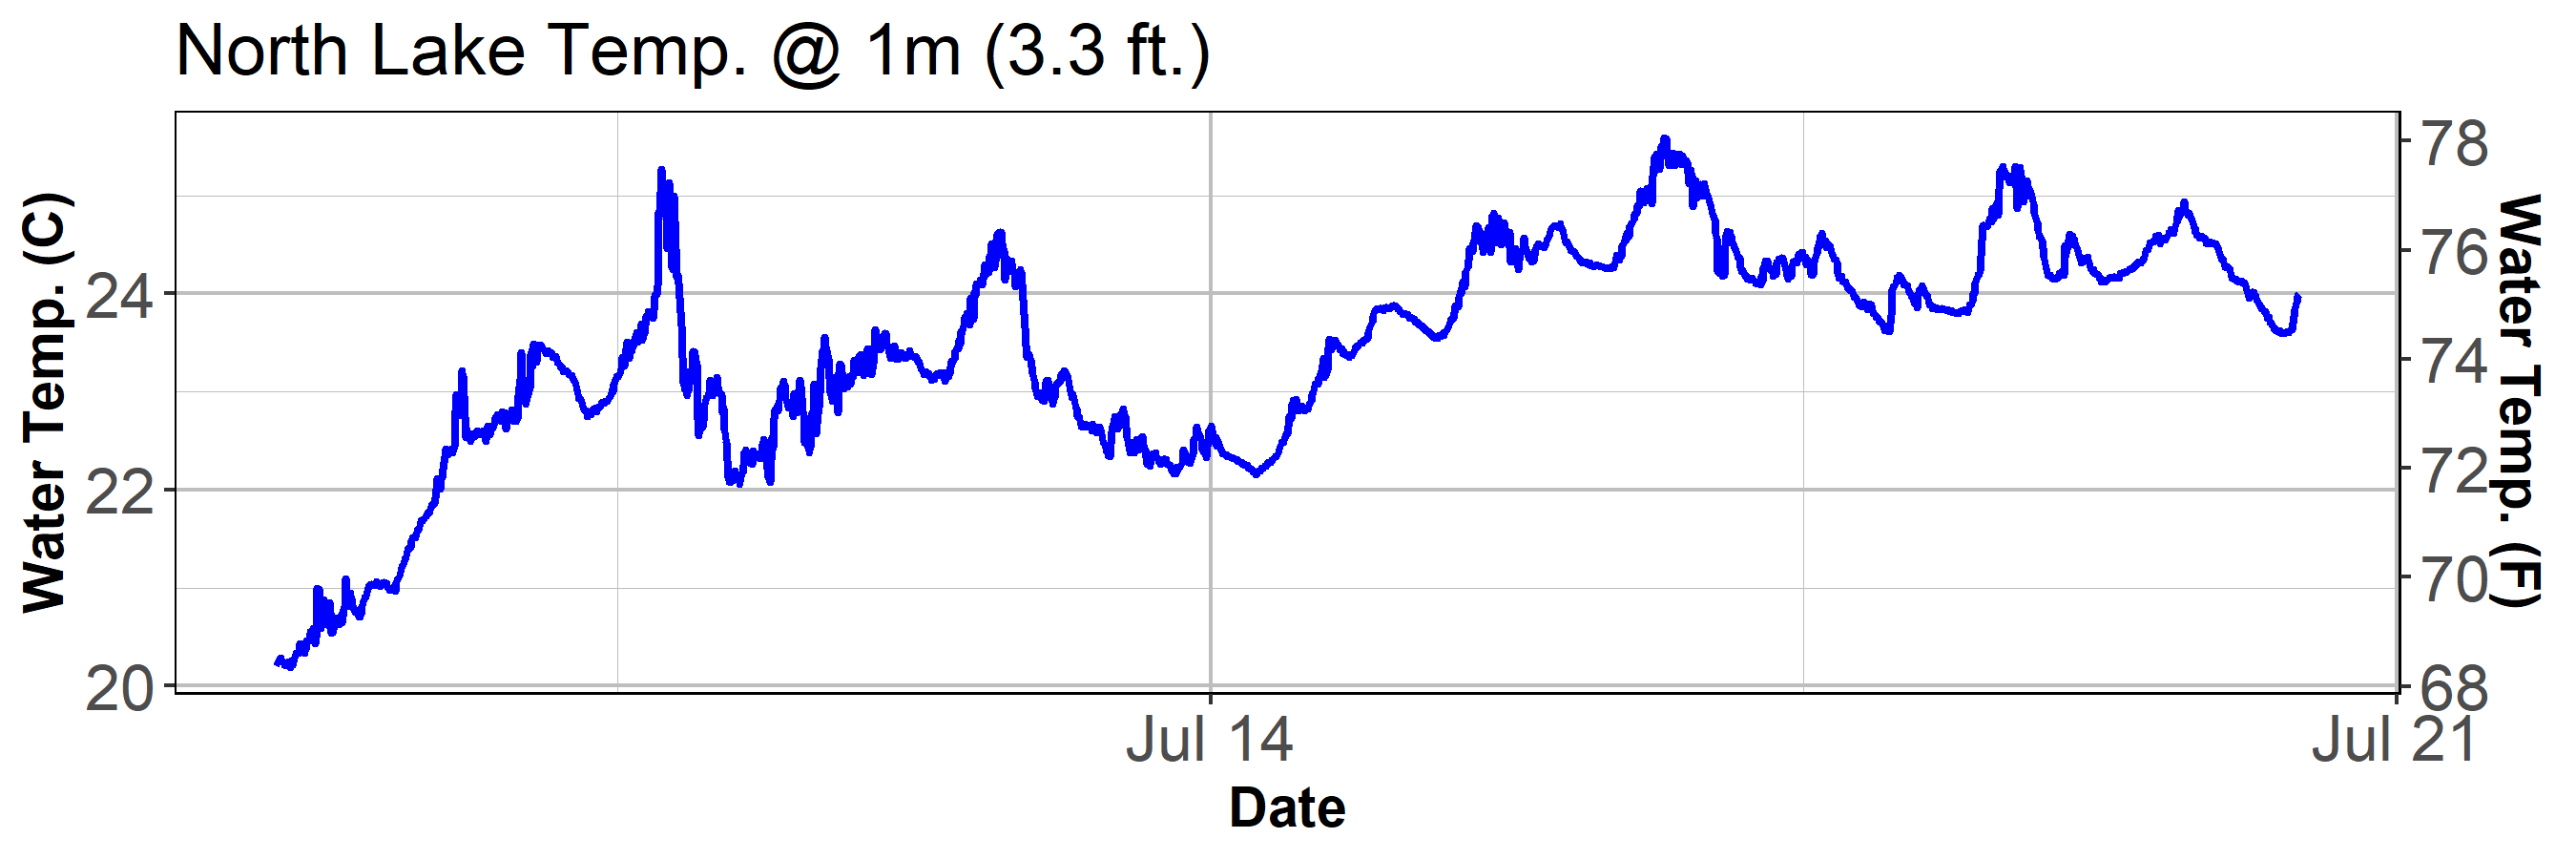 North Lake Temp. @ 1m (3.3 ft.)
Water Temp. (C)
24
22
20
78
76
74
72
70
68
Water Temp. (F)
Jul 14
Jul 21
Date